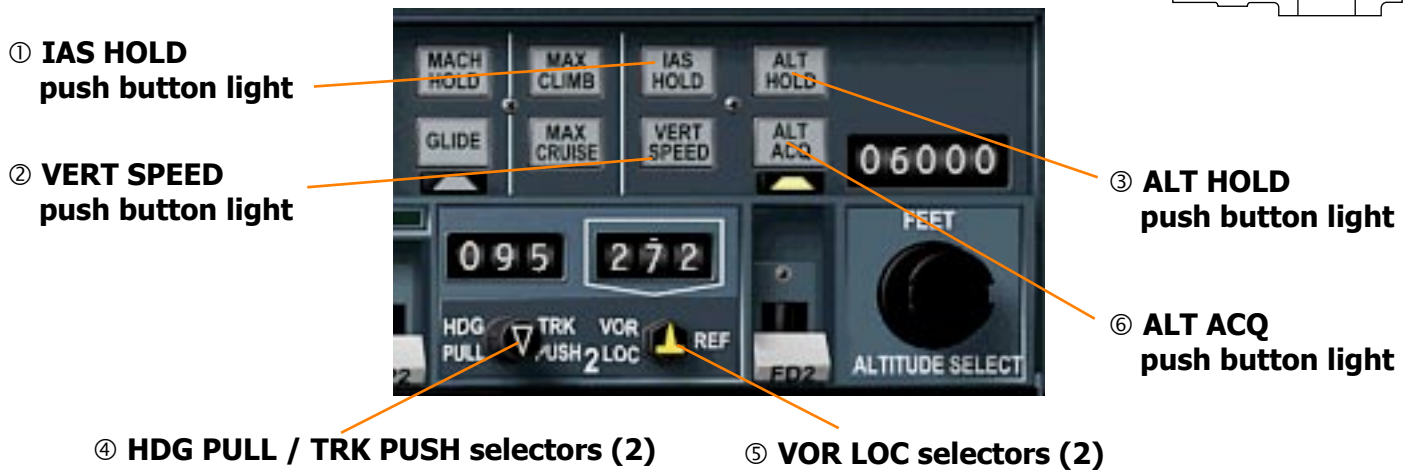 ① IAS HOLD
push button light
② VERT SPEED
push button light
MACH HOLD
MAX CLIMB
IAS HOLD
ALT HOLD
GLIDE
MAX CRUISE
VERT SPEED
ALT ACQ
06000
FEET
095
272
HDG PULL
TRK PUSH
2
VOR LOC
REF
FD2
ALTITUDE SELECT
③ ALT HOLD
push button light
⑥ ALT ACQ
push button light
④ HDG PULL / TRK PUSH selectors (2)
⑤ VOR LOC selectors (2)